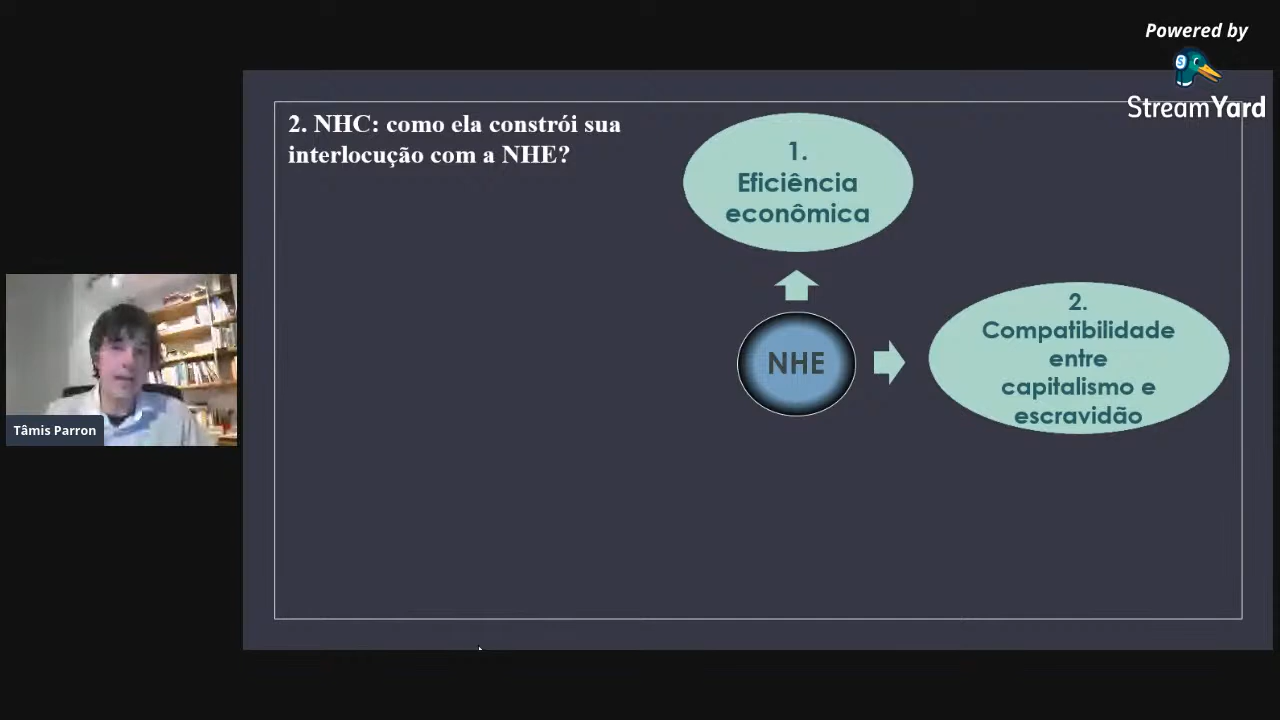 Powered by
StreamYard
2. NHC: como ela constrói sua
interlocução com a NHE?
1.
Eficiência
econômica
NHE
2.
Compatibilidade
entre
capitalismo e
escravidão
Tâmis Parron